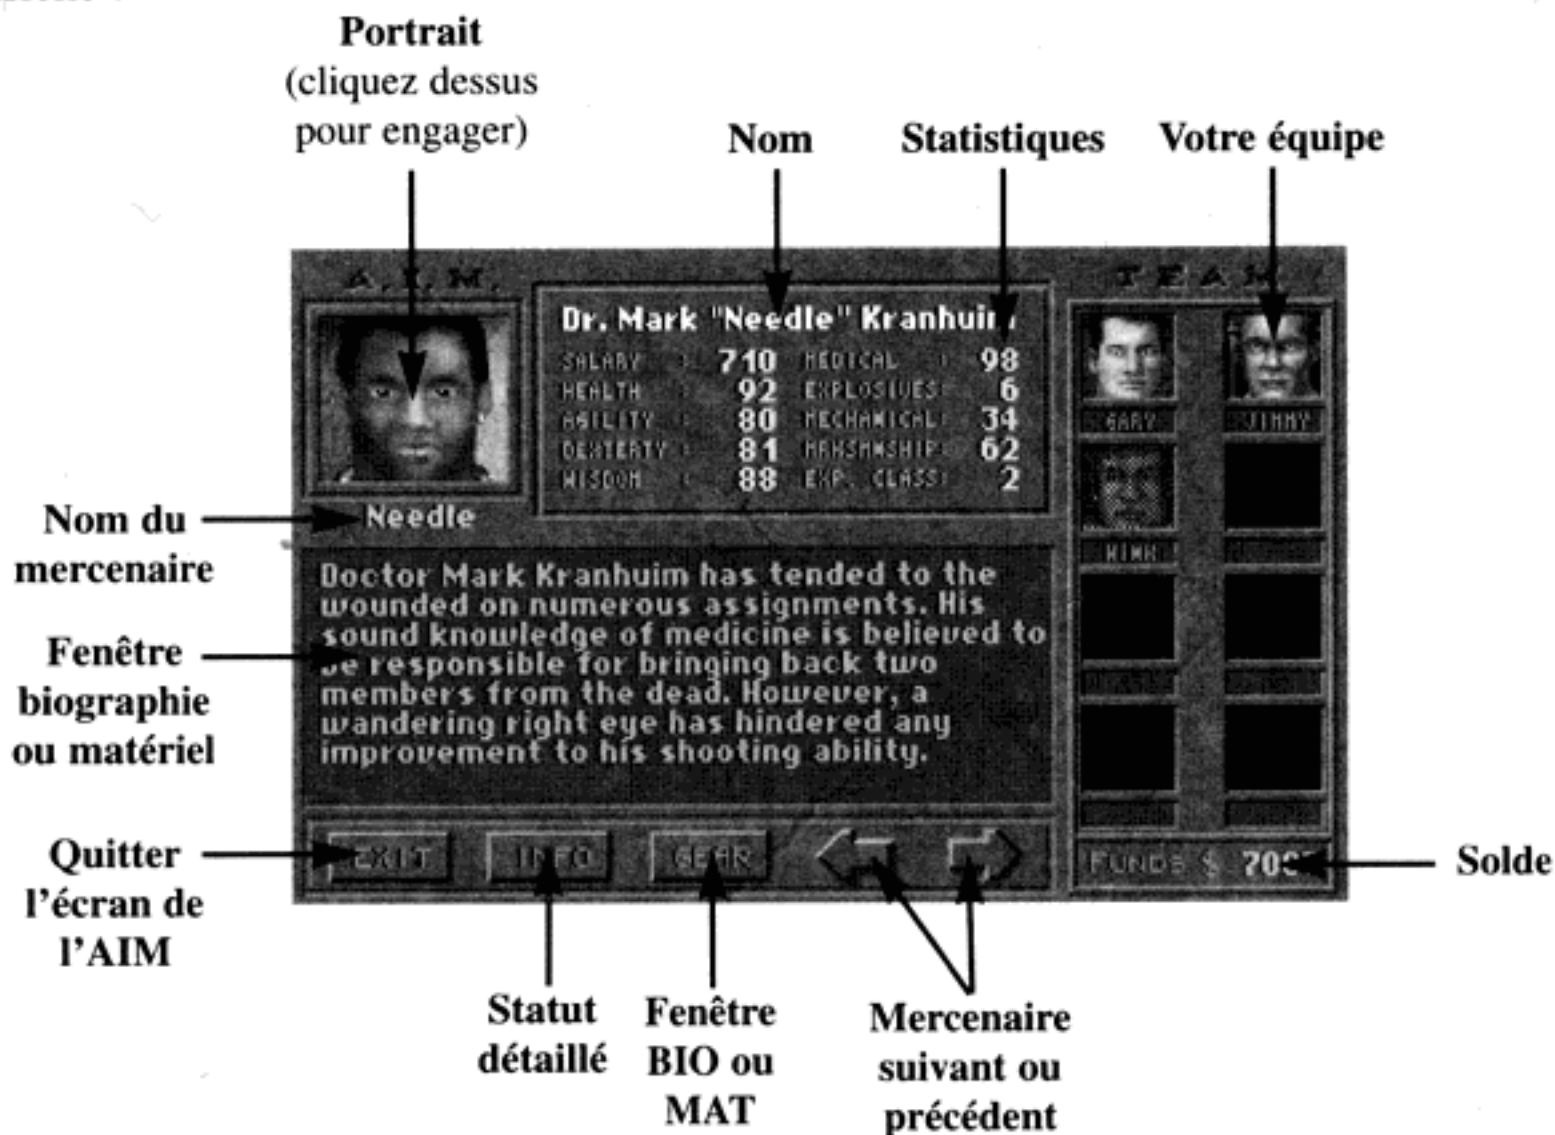 Portrait
(cliquez dessus
pour engager)
Nom
Statistiques
Votre équipe
A.I.M.
TEAM
Dr. Mark "Needle" Kranhuim
SALARY : 710 MEDICAL : 98
HEALTH : 92 EXPLOSIVES: 6
AGILITY : 80 MECHANICAL: 34
DEXTERTY : 81 MRKSMNSHIP: 62
WISDOM : 88 EXP. CLASS: 2
GARY
JIMMY
Needle
Nom du
mercenaire
Doctor Mark Kranhuim has tended to the
wounded on numerous assignments. His
sound knowledge of medicine is believed to
be responsible for bringing back two
members from the dead. However, a
wandering right eye has hindered any
improvement to his shooting ability.
Fenêtre
biographie
ou matériel
Quitter
l'écran de
l'AIM
EXIT
INFO
GEAR
FUNDS $
Solde
Statut
détaillé
Fenêtre
BIO ou
MAT
Mercenaire
suivant ou
précédent